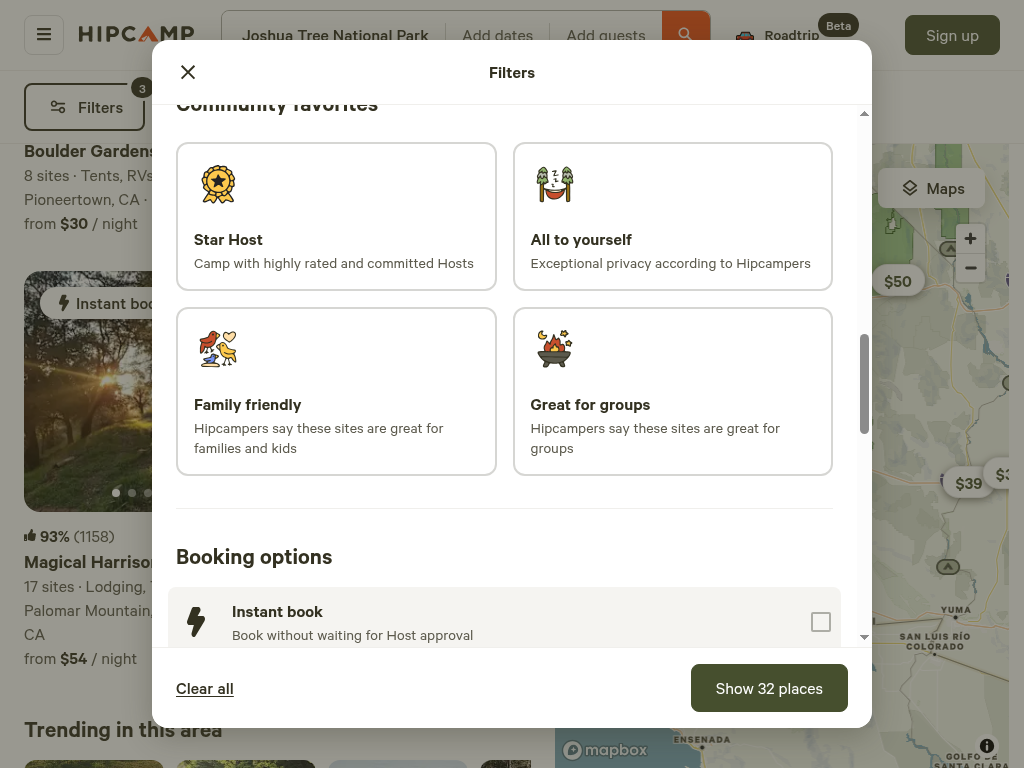 HIPCAMP
Joshua Tree National Park
Add dates
Add guests
Roadtrip
Beta
Sign up
Filters
3
Filters
Maps
Boulder Gardens
8 sites · Tents, RVs
Pioneertown, CA ·
from $30 / night
Instant boo
93% (1158)
Magical Harriso
17 sites · Lodging,
Palomar Mountain,
CA
from $54 / night
Trending in this area
Community favorites
Star Host
Camp with highly rated and committed Hosts
All to yourself
Exceptional privacy according to Hipcampers
Family friendly
Hipcampers say these sites are great for
families and kids
Great for groups
Hipcampers say these sites are great for
groups
Booking options
Instant book
Book without waiting for Host approval
Clear all
Show 32 places
+
−
$50
$39
YUMA
SAN LUIS RÍO
COLORADO
ENSENADA
mapbox
GOLFO DE
SANTA CLARA